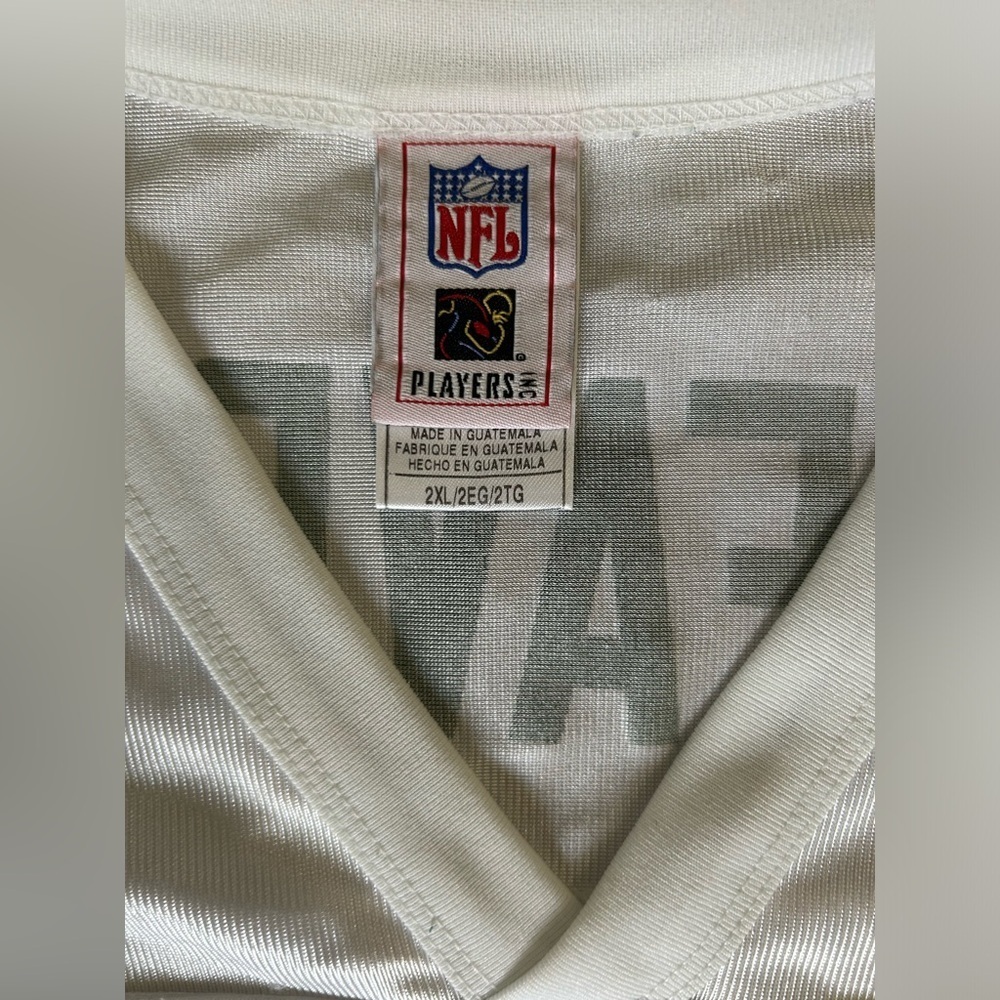 NFL
PLAYERS INC
MADE IN GUATEMALA
FABRIQUE EN GUATEMALA
HECHO EN GUATEMALA
2XL/2EG/2TG